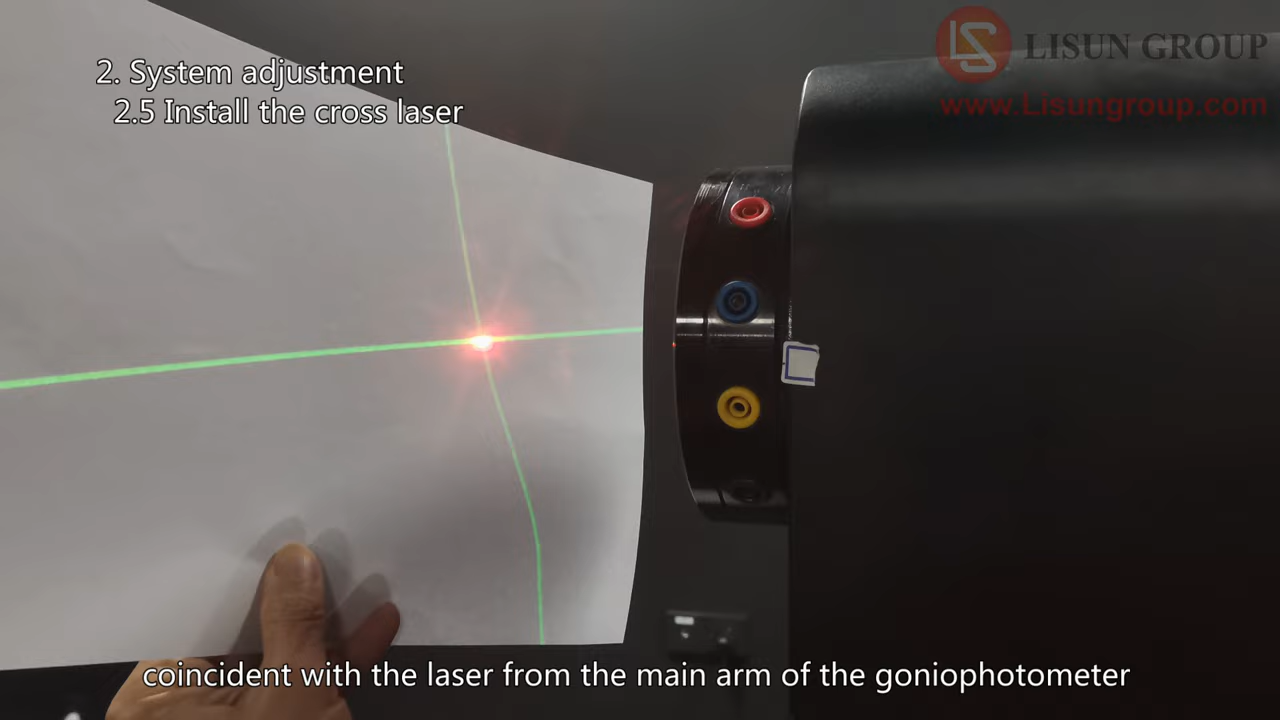 2. System adjustment
2.5 Install the cross laser
LS LISUN GROUP
www.Lisungroup.com
coincident with the laser from the main arm of the goniophotometer